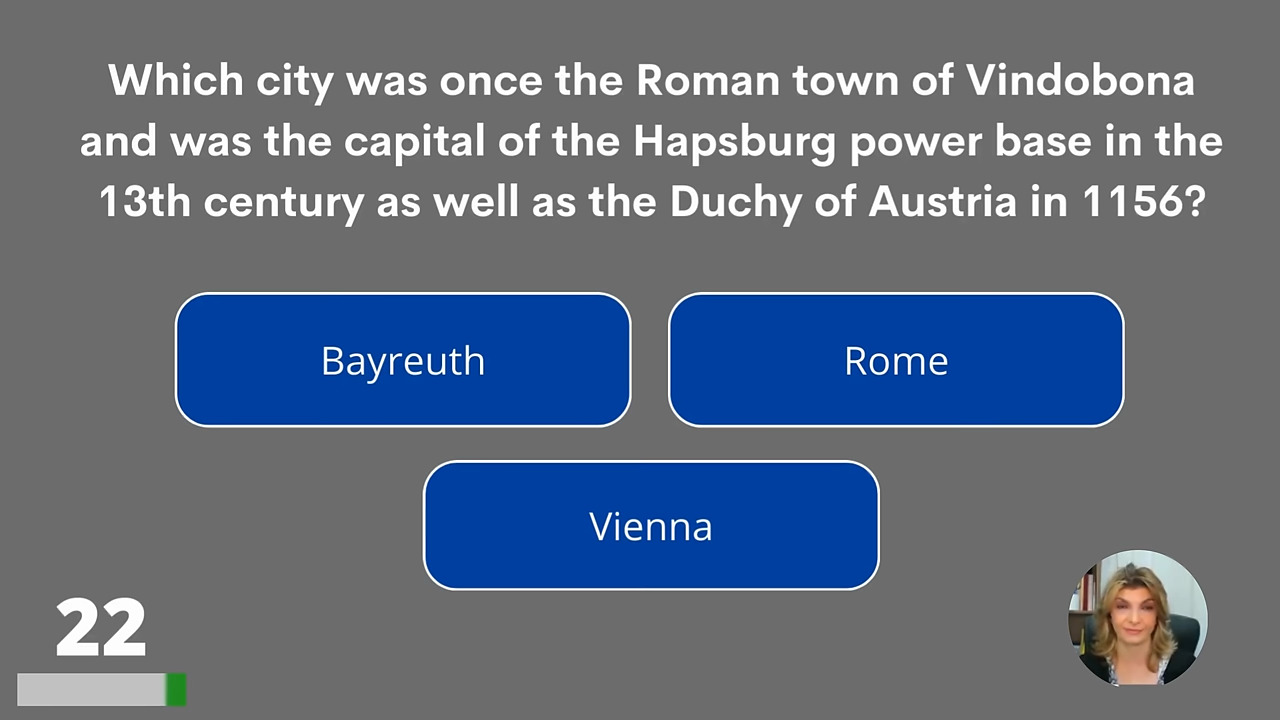 Which city was once the Roman town of Vindobona
and was the capital of the Hapsburg power base in the
13th century as well as the Duchy of Austria in 1156?
Bayreuth
Rome
Vienna
22